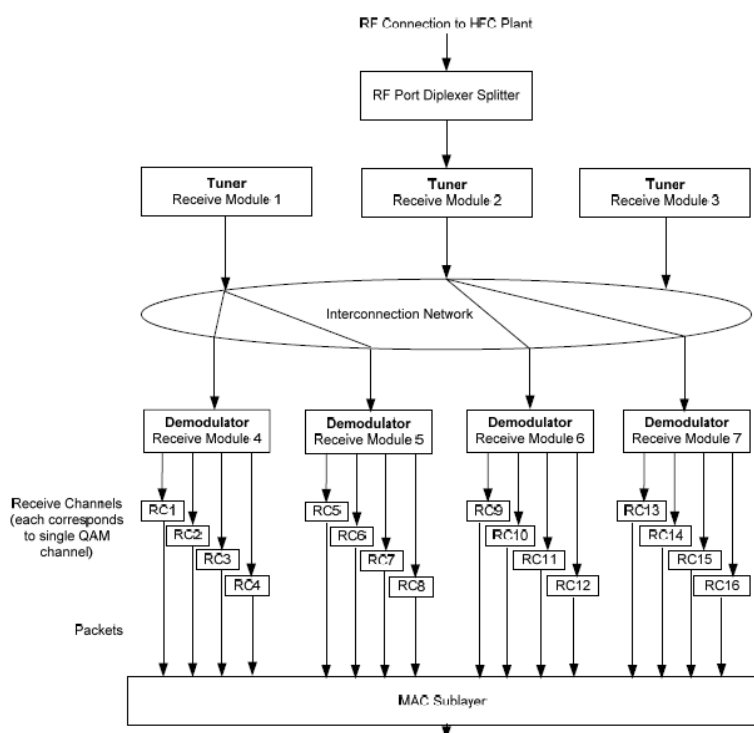 RF Connection to HFC Plant
RF Port Diplexer Splitter
Tuner
Receive Module 1
Tuner
Receive Module 2
Tuner
Receive Module 3
Interconnection Network
Demodulator
Receive Module 4
Demodulator
Receive Module 5
Demodulator
Receive Module 6
Demodulator
Receive Module 7
Receive Channels
(each corresponds
to single QAM
channel)
RC1
RC2
RC3
RC4
RC5
RC6
RC7
RC8
RC9
RC10
RC11
RC12
RC13
RC14
RC15
RC16
Packets
MAC Sublayer